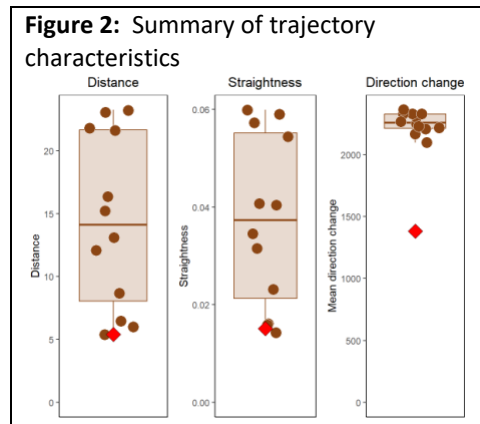 Figure 2: Summary of trajectory
characteristics
Distance
Straightness
Direction change
Distance
20
15
10
5
0
Straightness
0.06
0.04
0.02
0.00
Mean direction change
2000
1500
1000
500
0